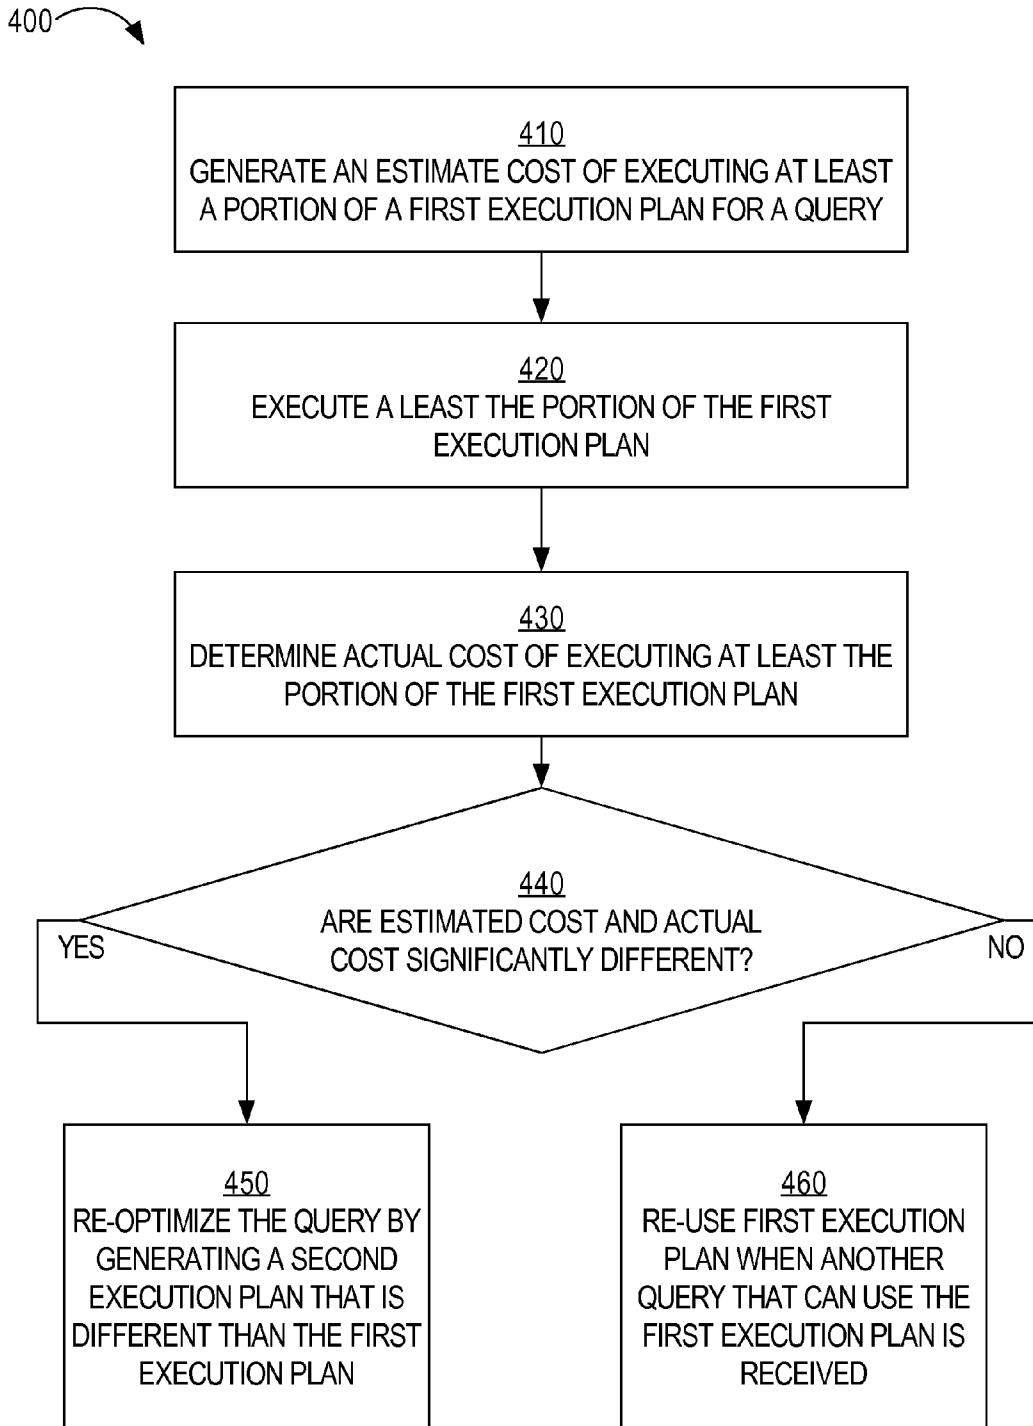 400
410
GENERATE AN ESTIMATE COST OF EXECUTING AT LEAST
A PORTION OF A FIRST EXECUTION PLAN FOR A QUERY
420
EXECUTE A LEAST THE PORTION OF THE FIRST
EXECUTION PLAN
430
DETERMINE ACTUAL COST OF EXECUTING AT LEAST THE
PORTION OF THE FIRST EXECUTION PLAN
440
ARE ESTIMATED COST AND ACTUAL
COST SIGNIFICANTLY DIFFERENT?
YES
NO
450
RE-OPTIMIZE THE QUERY BY
GENERATING A SECOND
EXECUTION PLAN THAT IS
DIFFERENT THAN THE FIRST
EXECUTION PLAN
460
RE-USE FIRST EXECUTION
PLAN WHEN ANOTHER
QUERY THAT CAN USE THE
FIRST EXECUTION PLAN IS
RECEIVED